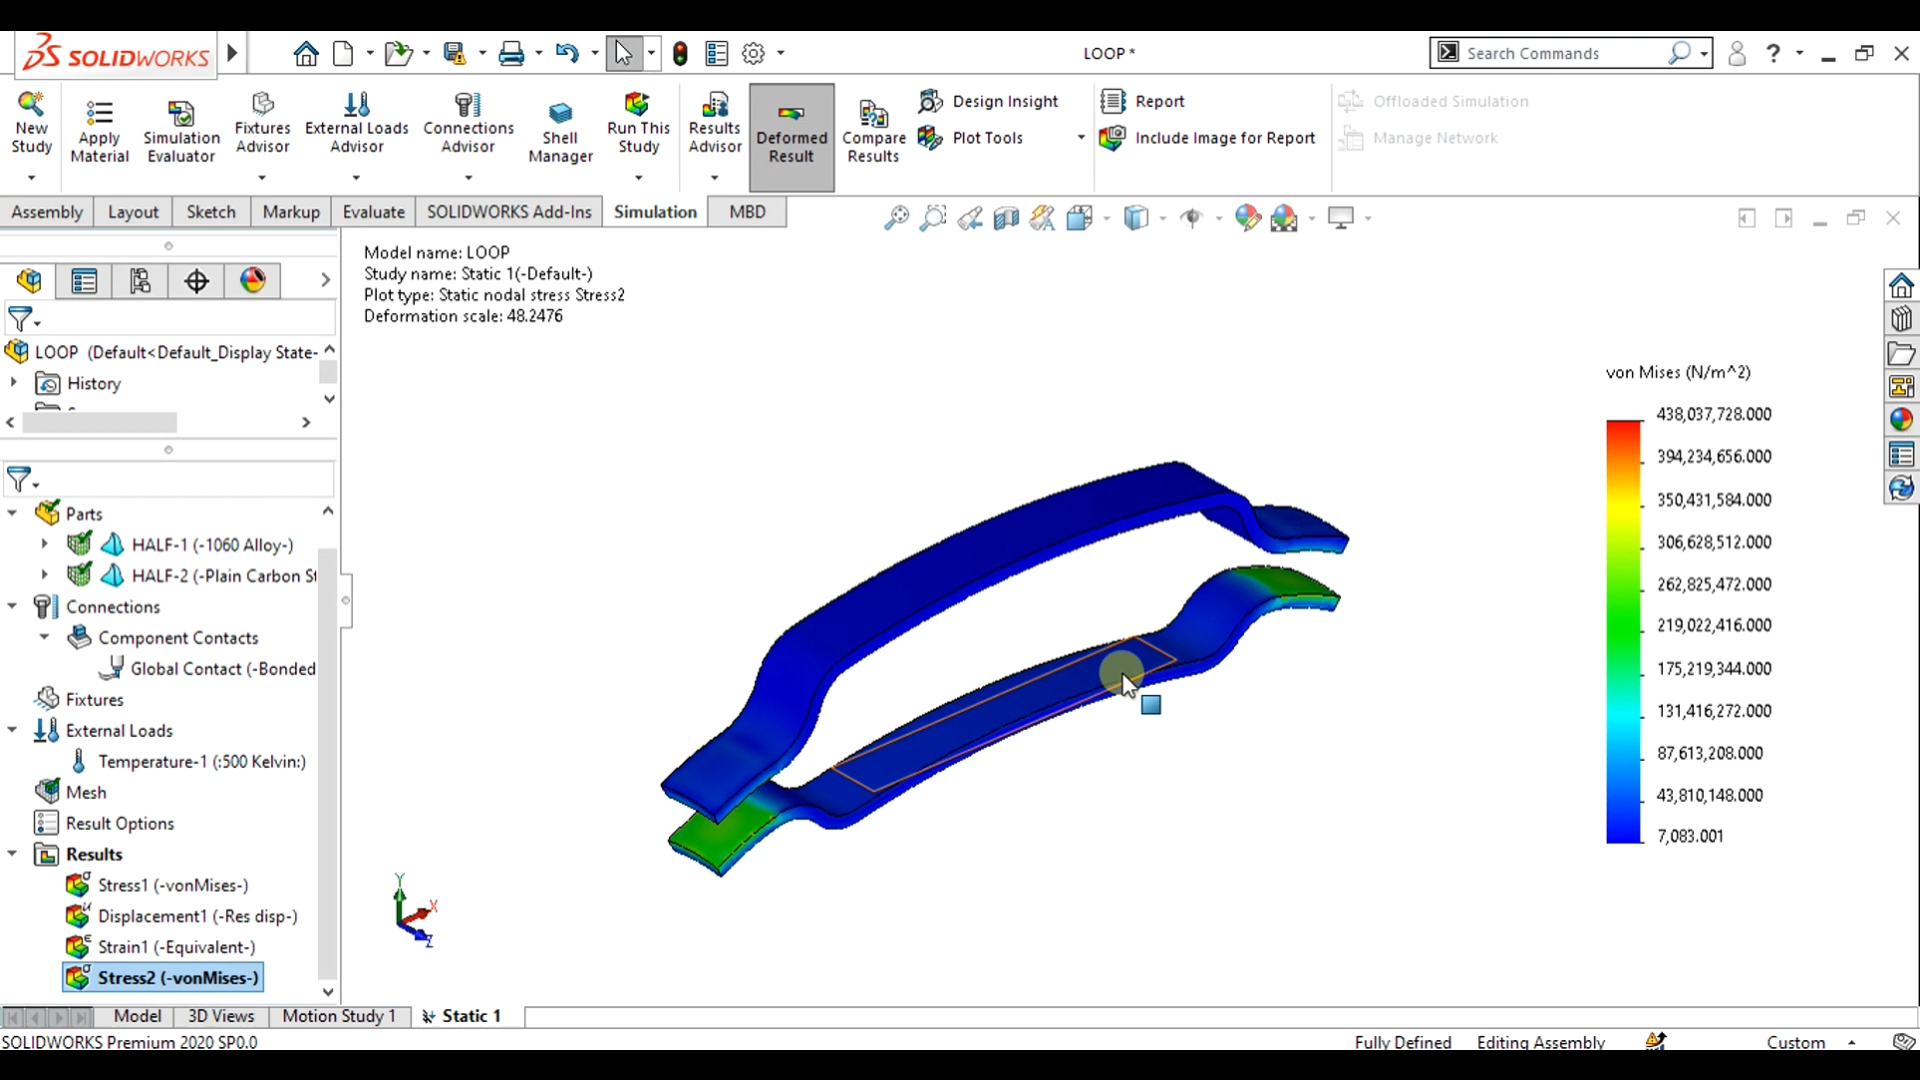 SOLIDWORKS
LOOP *
Search Commands
?
New Study
Apply Material
Simulation Evaluator
Fixtures Advisor
External Loads Advisor
Connections Advisor
Shell Manager
Run This Study
Results Advisor
Deformed Result
Compare Results
Design Insight
Plot Tools
Report
Include Image for Report
Offloaded Simulation
Manage Network
Assembly
Layout
Sketch
Markup
Evaluate
SOLIDWORKS Add-Ins
Simulation
MBD
Model name: LOOP
Study name: Static 1(-Default-)
Plot type: Static nodal stress Stress2
Deformation scale: 48.2476
LOOP (Default<Default_Display State-
History
Parts
HALF-1 (-1060 Alloy-)
HALF-2 (-Plain Carbon St
Connections
Component Contacts
Global Contact (-Bonded
Fixtures
External Loads
Temperature-1 (:500 Kelvin:)
Mesh
Result Options
Results
Stress1 (-vonMises-)
Displacement1 (-Res disp-)
Strain1 (-Equivalent-)
Stress2 (-vonMises-)
von Mises (N/m^2)
438,037,728.000
394,234,656.000
350,431,584.000
306,628,512.000
262,825,472.000
219,022,416.000
175,219,344.000
131,416,272.000
87,613,208.000
43,810,148.000
7,083.001
Y
X
Z
Model
3D Views
Motion Study 1
Static 1
SOLIDWORKS Premium 2020 SP0.0
Fully Defined
Editing Assembly
Custom